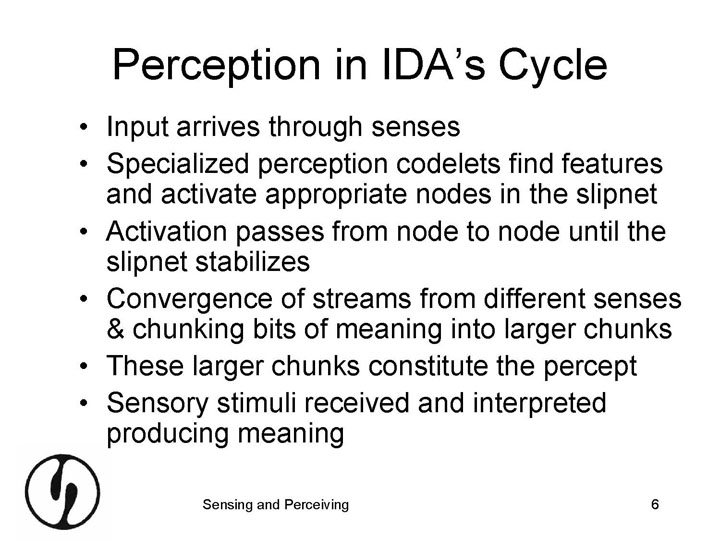 Perception in IDA's Cycle
• Input arrives through senses
• Specialized perception codelets find features
and activate appropriate nodes in the slipnet
• Activation passes from node to node until the
slipnet stabilizes
• Convergence of streams from different senses
& chunking bits of meaning into larger chunks
• These larger chunks constitute the percept
• Sensory stimuli received and interpreted
producing meaning
Sensing and Perceiving
6